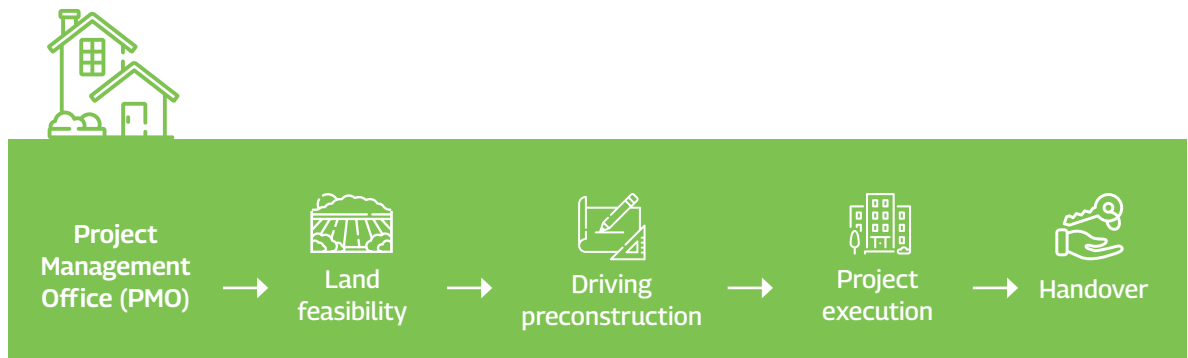 Project
Management
Office (PMO)
Land
feasibility
Driving
preconstruction
Project
execution
Handover